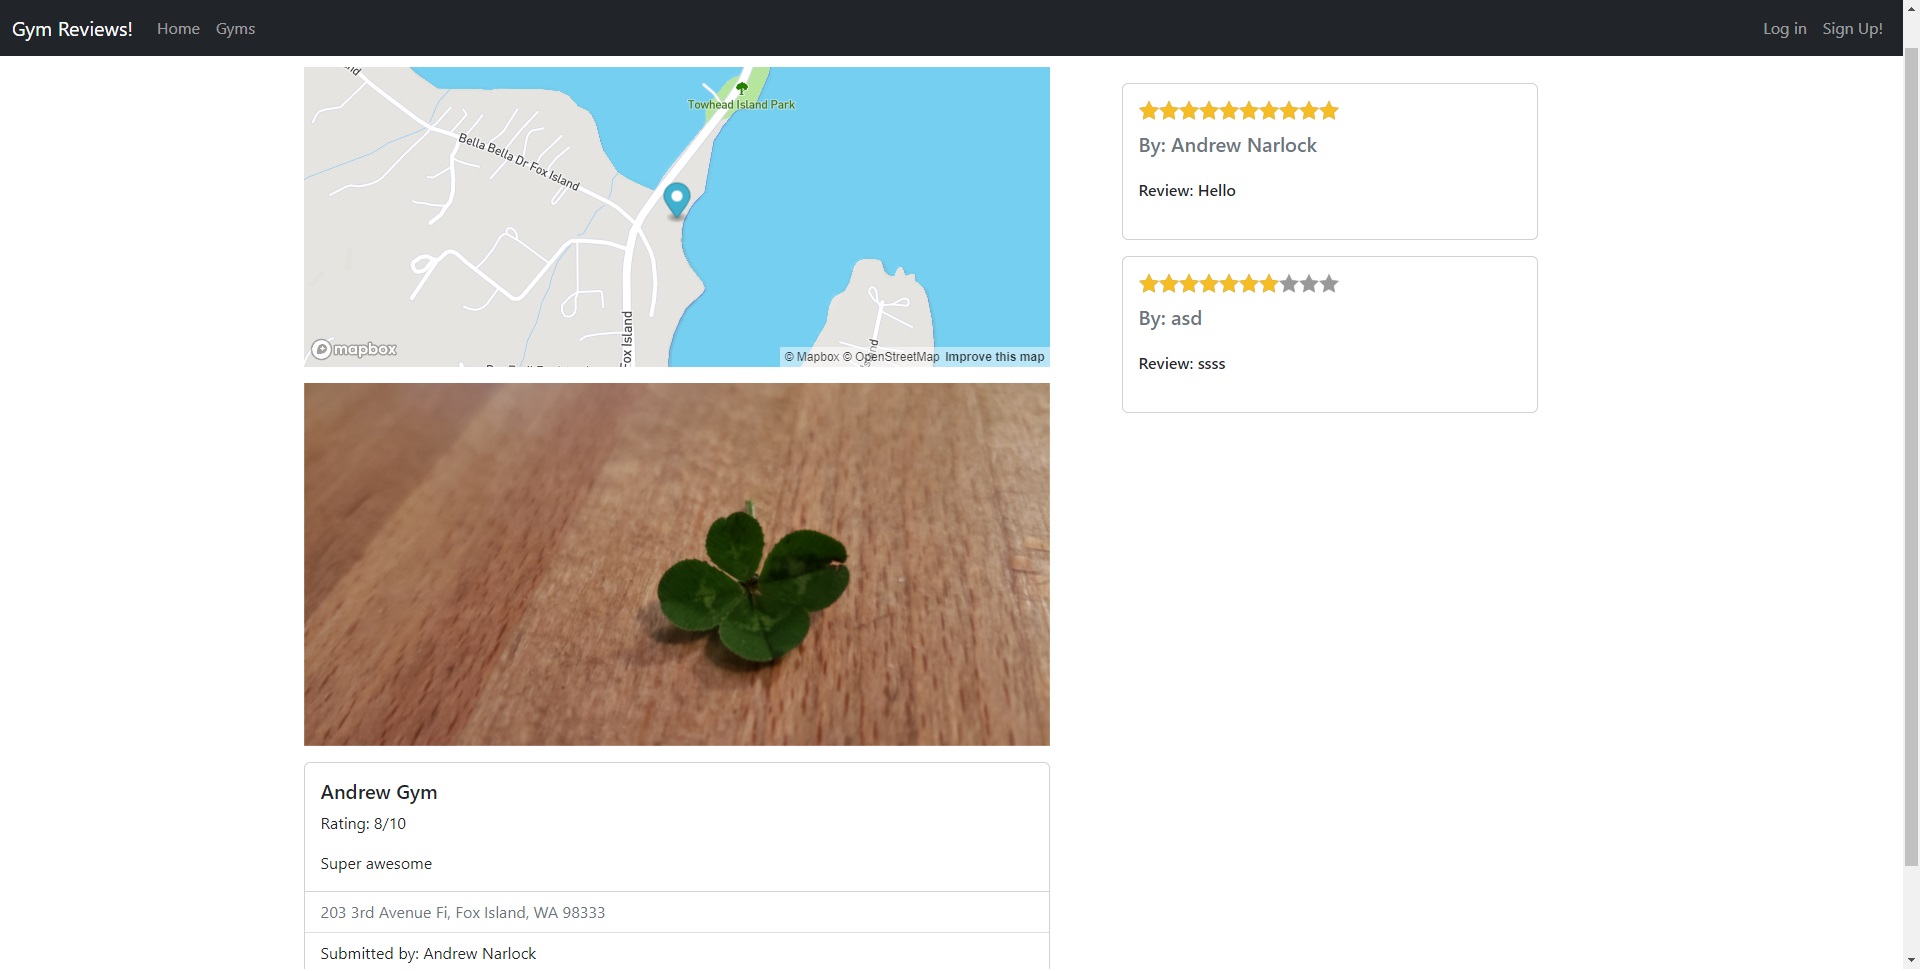 Gym Reviews! Home Gyms Log in Sign Up!
Towhead Island Park
Bella Bella Dr Fox Island
Fox Island
mapbox
© Mapbox © OpenStreetMap Improve this map
Andrew Gym
Rating: 8/10
Super awesome
203 3rd Avenue Fi, Fox Island, WA 98333
Submitted by: Andrew Narlock
By: Andrew Narlock
Review: Hello
By: asd
Review: ssss